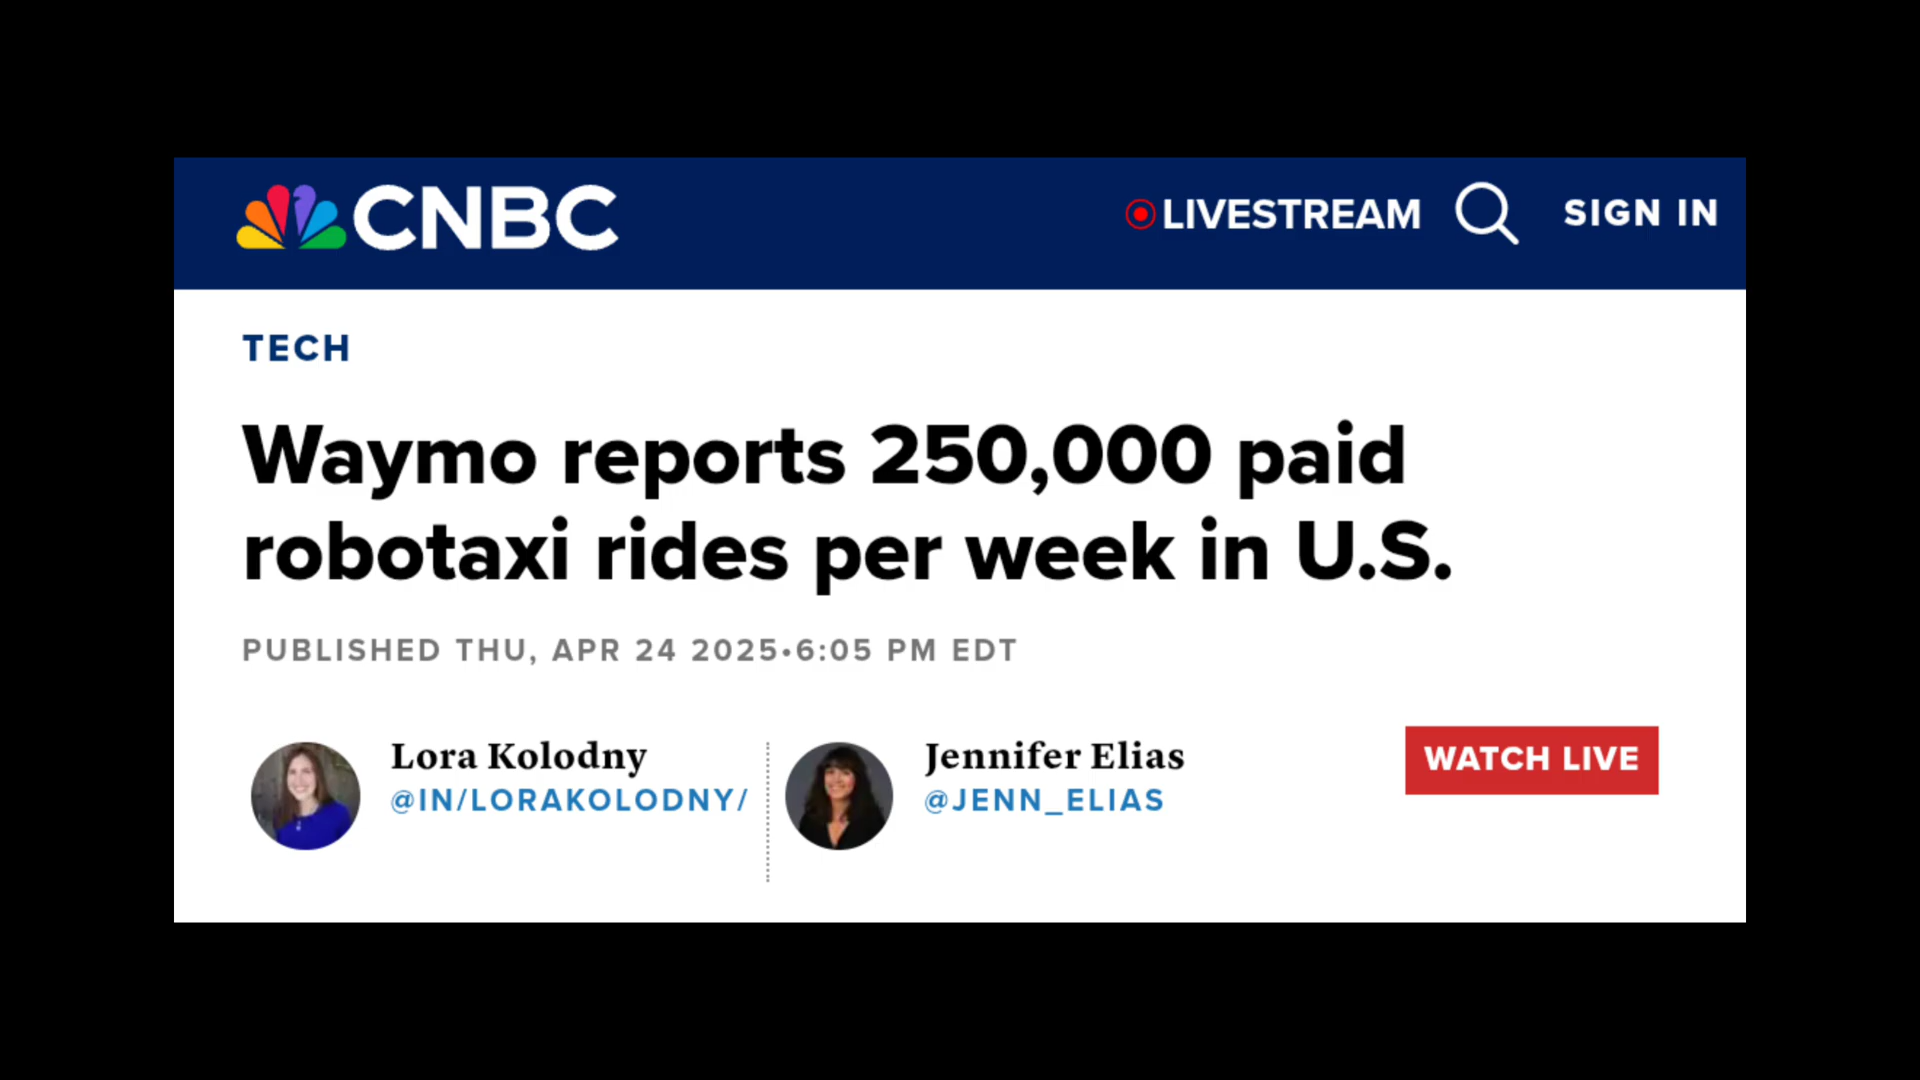 CNBC
LIVESTREAM
SIGN IN
TECH
Waymo reports 250,000 paid
robotaxi rides per week in U.S.
PUBLISHED THU, APR 24 2025•6:05 PM EDT
Lora Kolodny
@IN/LORAKOLODNY/
Jennifer Elias
@JENN_ELIAS
WATCH LIVE